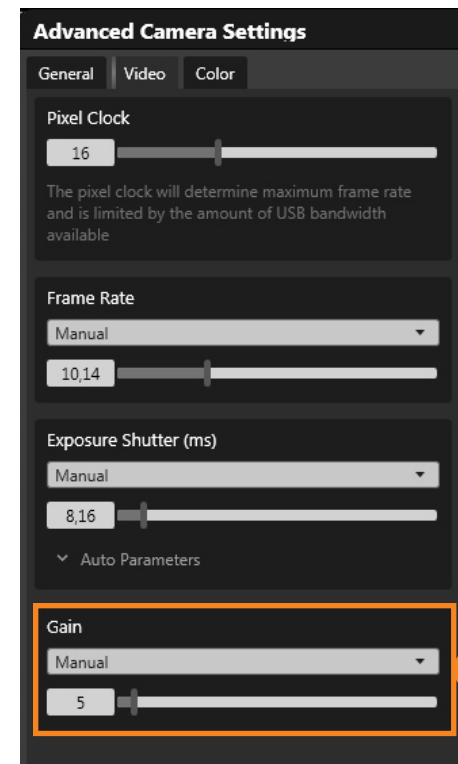 Advanced Camera Settings
General Video Color
Pixel Clock
16
The pixel clock will determine maximum frame rate
and is limited by the amount of USB bandwidth
available
Frame Rate
Manual
10,14
Exposure Shutter (ms)
Manual
8,16
Auto Parameters
Gain
Manual
5